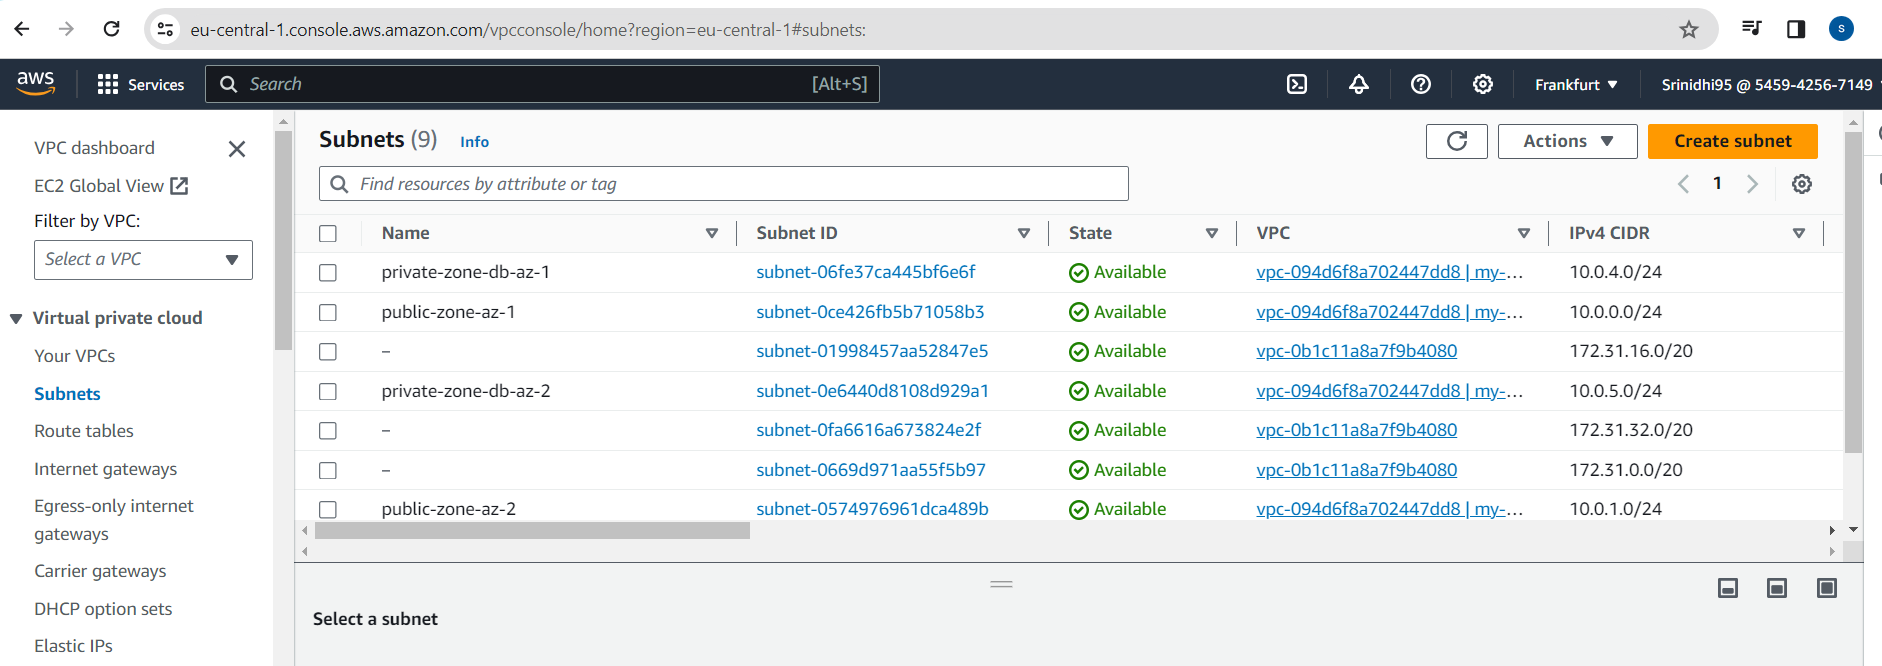 eu-central-1.console.aws.amazon.com/vpcconsole/home?region=eu-central-1#subnets:
S
aws
Services
Search
[Alt+S]
Frankfurt
Srinidhi95 @ 5459-4256-7149
VPC dashboard
EC2 Global View
Filter by VPC:
Select a VPC
Virtual private cloud
Your VPCs
Subnets
Route tables
Internet gateways
Egress-only internet
gateways
Carrier gateways
DHCP option sets
Elastic IPs
Subnets (9) Info
Actions
Create subnet
Find resources by attribute or tag
1
Name Subnet ID State VPC IPv4 CIDR
private-zone-db-az-1 subnet-06fe37ca445bf6e6f Available vpc-094d6f8a702447dd8 | my-... 10.0.4.0/24
public-zone-az-1 subnet-0ce426fb5b71058b3 Available vpc-094d6f8a702447dd8 | my-... 10.0.0.0/24
– subnet-01998457aa52847e5 Available vpc-0b1c11a8a7f9b4080 172.31.16.0/20
private-zone-db-az-2 subnet-0e6440d8108d929a1 Available vpc-094d6f8a702447dd8 | my-... 10.0.5.0/24
– subnet-0fa6616a673824e2f Available vpc-0b1c11a8a7f9b4080 172.31.32.0/20
– subnet-0669d971aa55f5b97 Available vpc-0b1c11a8a7f9b4080 172.31.0.0/20
public-zone-az-2 subnet-0574976961dca489b Available vpc-094d6f8a702447dd8 | my-... 10.0.1.0/24
Select a subnet